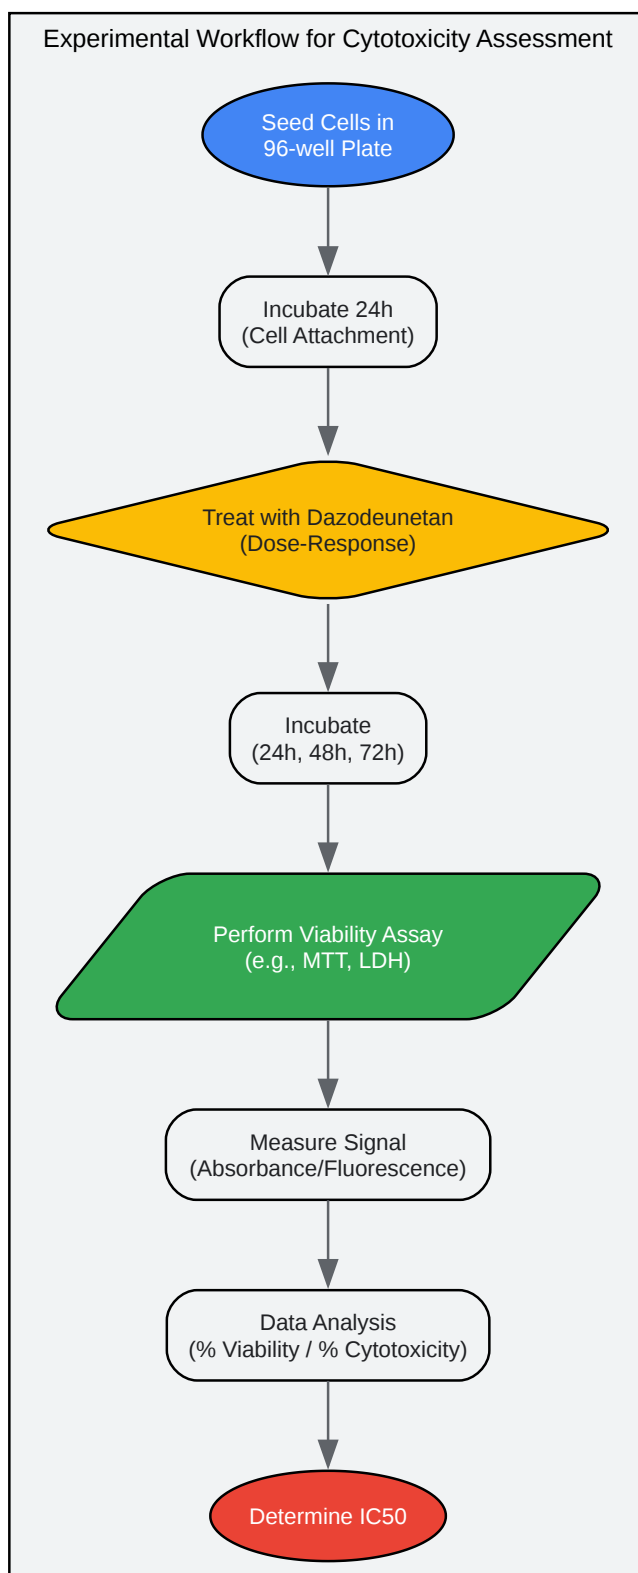 Experimental Workflow for Cytotoxicity Assessment
Seed Cells in
96-well Plate
Incubate 24h
(Cell Attachment)
Treat with Dazodeunetan
(Dose-Response)
Incubate
(24h, 48h, 72h)
Perform Viability Assay
(e.g., MTT, LDH)
Measure Signal
(Absorbance/Fluorescence)
Data Analysis
(% Viability / % Cytotoxicity)
Determine IC50